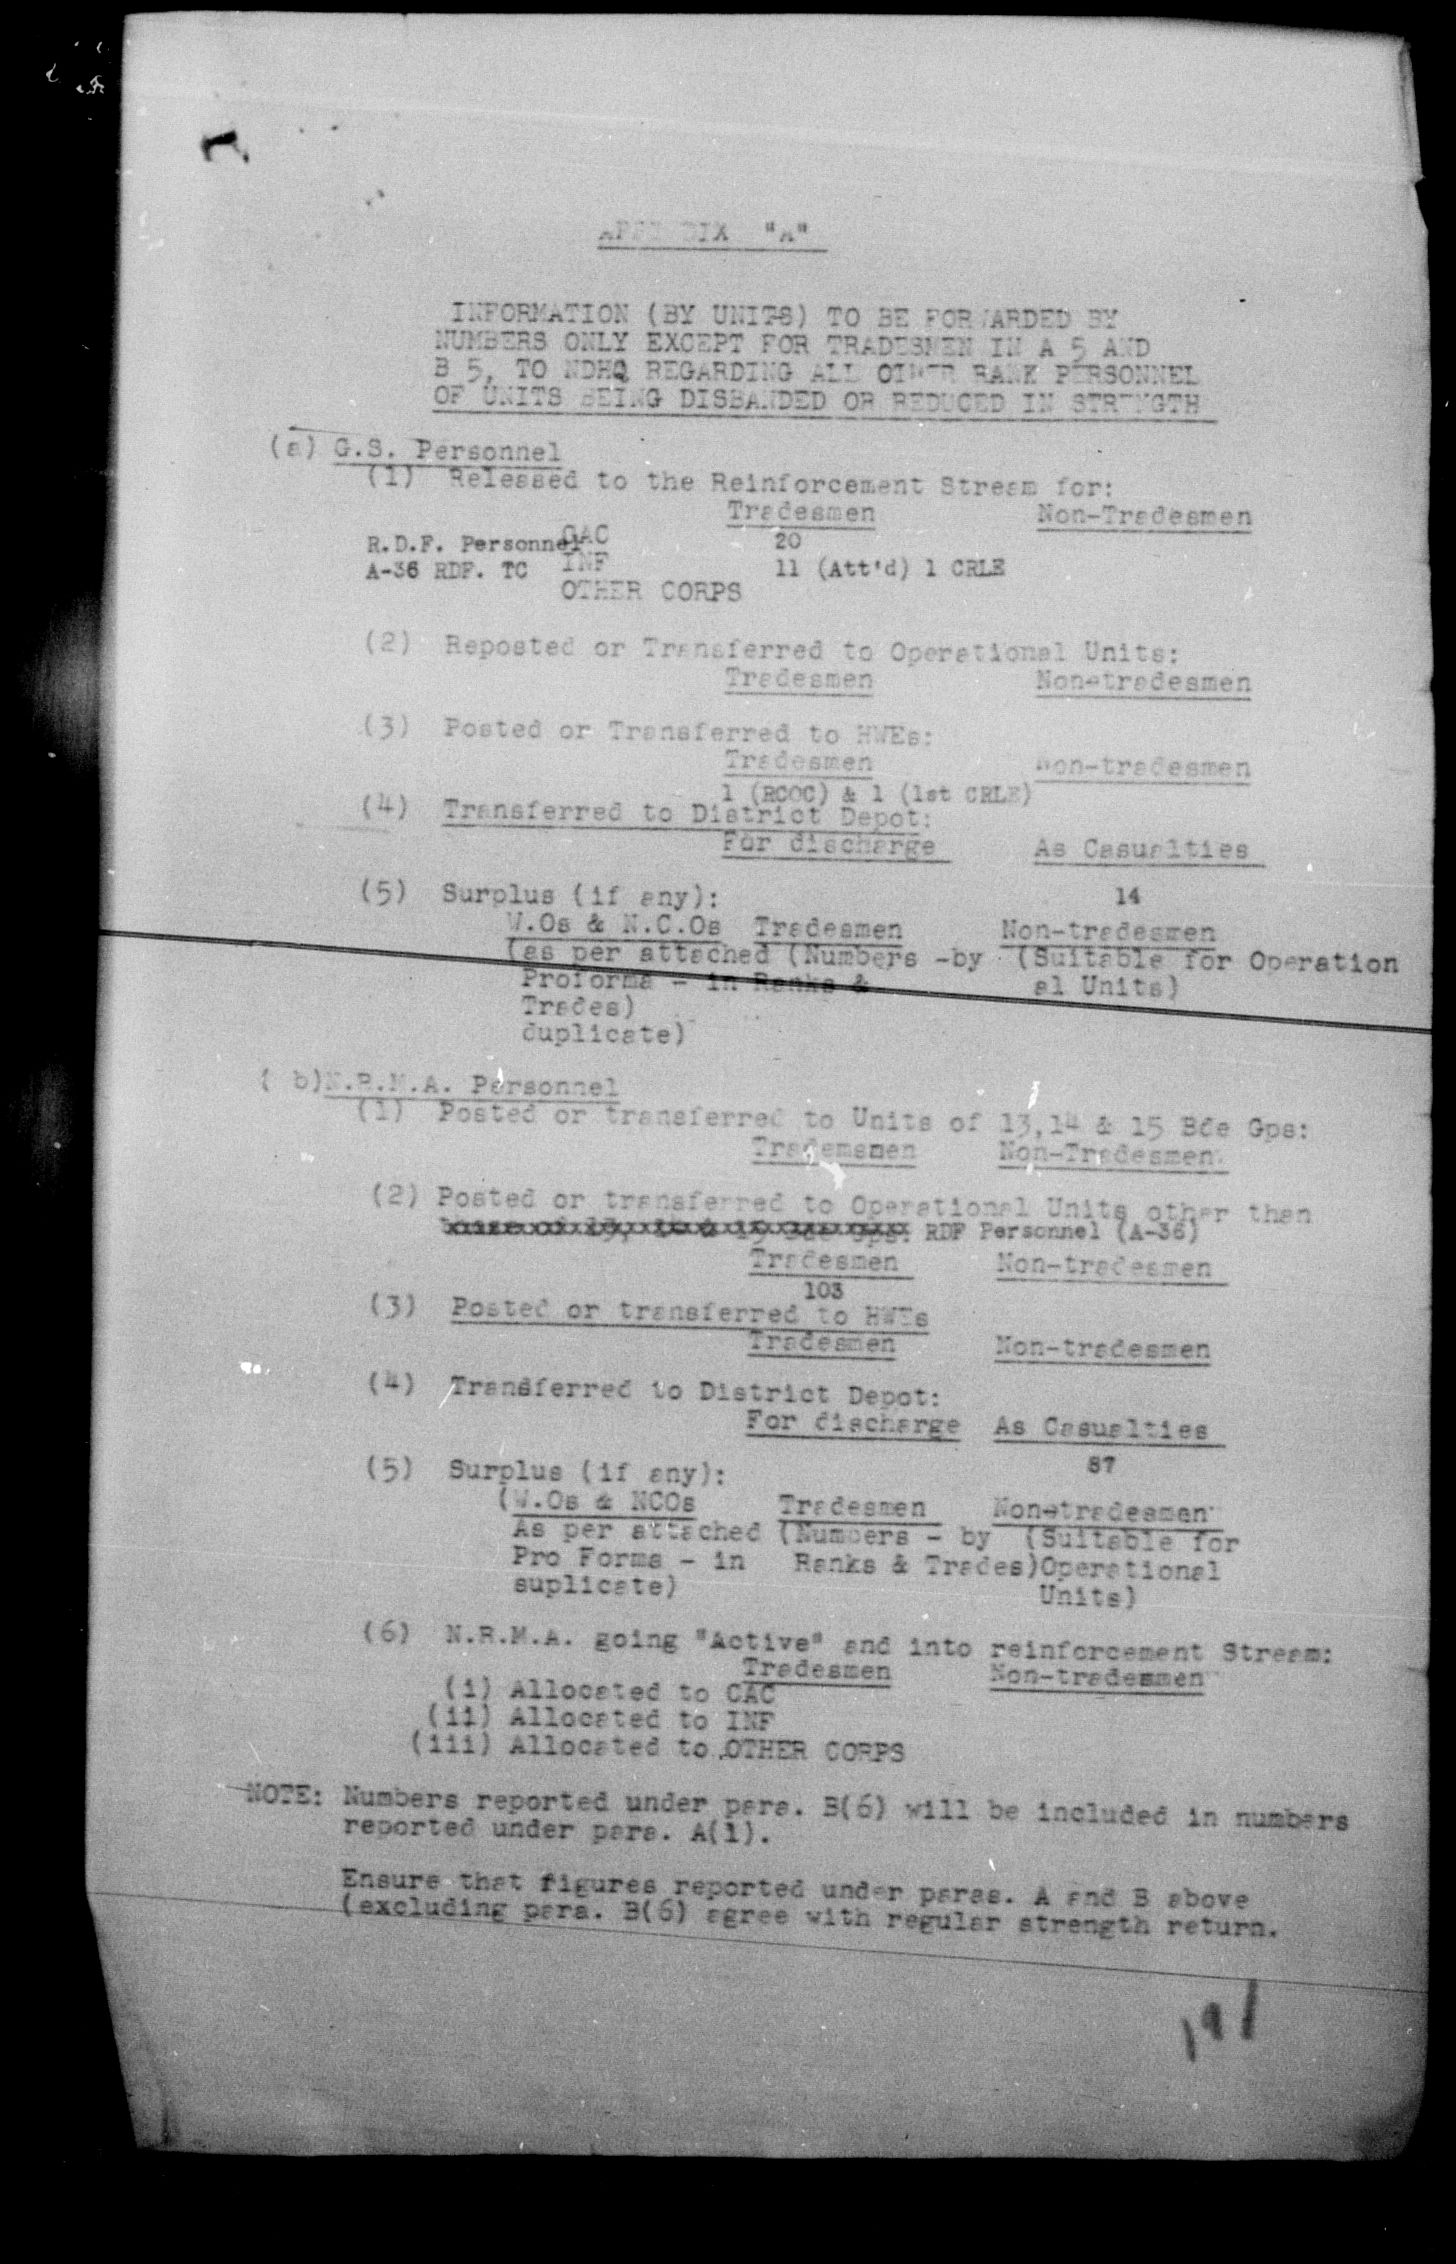 APPENDIX "A"
INFORMATION (BY UNITS) TO BE FORWARDED BY
NUMBERS ONLY EXCEPT FOR TRADESMEN IN A 5 AND
B 5, TO NDHQ REGARDING ALL OTHER RANK PERSONNEL
OF UNITS BEING DISBANDED OR REDUCED IN STRENGTH
(a) G.S. Personnel
(1) Released to the Reinforcement Stream for:
Tradesmen Non-Tradesmen
R.D.F. Personnel CAC 20
A-36 RDF. TC INF 11 (Att'd) 1 CRLE
OTHER CORPS
(2) Reposted or Transferred to Operational Units:
Tradesmen Non-tradesmen
(3) Posted or Transferred to HWEs:
Tradesmen Non-tradesmen
1 (RCOC) & 1 (1st CRLE)
(4) Transferred to District Depot:
For discharge As Casualties
(5) Surplus (if any): 14
W.Os & N.C.Os Tradesmen Non-tradesmen
(as per attached (Numbers -by (Suitable for Operation
Proforma - in Ranks & al Units)
Trades)
duplicate)
( b)N.R.M.A. Personnel
(1) Posted or transferred to Units of 13,14 & 15 Bde Gps:
Trademsmen Non-Tradesmen
(2) Posted or transferred to Operational Units other than
those of 13, 14 & 15 Bde Gps: RDF Personnel (A-36)
Tradesmen Non-tradesmen
103
(3) Posted or transferred to HWEs
Tradesmen Non-tradesmen
(4) Transferred to District Depot:
For discharge As Casualties
(5) Surplus (if any): 87
(W.Os & NCOs Tradesmen Non-tradesmen
As per attached (Numbers - by (Suitable for
Pro Forma - in Ranks & Trades)Operational
suplicate) Units)
(6) N.R.M.A. going "Active" and into reinforcement Stream:
Tradesmen Non-tradesmen
(i) Allocated to CAC
(ii) Allocated to INF
(iii) Allocated to OTHER CORPS
NOTE: Numbers reported under para. B(6) will be included in numbers
reported under para. A(1).
Ensure that figures reported under paras. A and B above
(excluding para. B(6) agree with regular strength return.
191